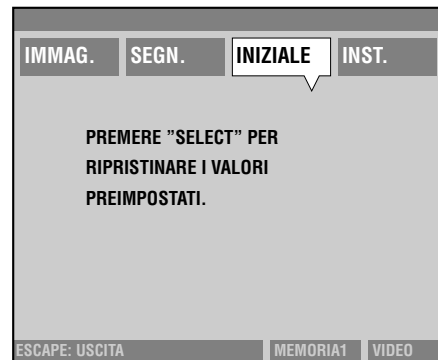 IMMAG. SEGN. INIZIALE INST.
PREMERE ”SELECT” PER
RIPRISTINARE I VALORI
PREIMPOSTATI.
ESCAPE: USCITA MEMORIA1 VIDEO